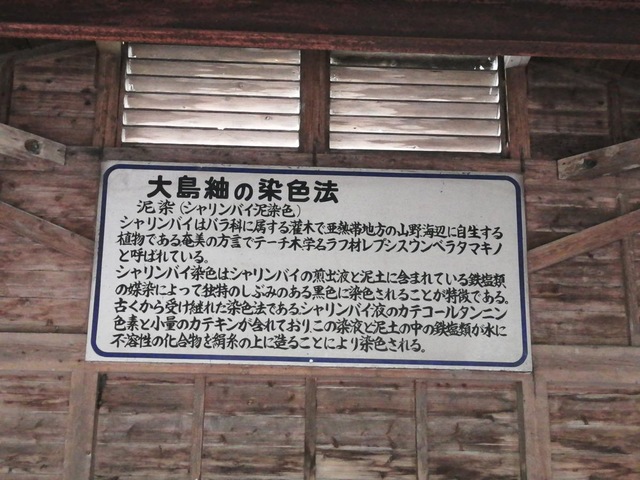 大島紬の染色法
泥染(シャリンバイ泥染色)
シャリンバイはバラ科に属する灌木で亜熱帯地方の山野海辺に自生する
植物である奄美の方言でテーチ木学名ラフ材レプシスウンベラタマキノ
と呼ばれている。
シャリンバイ染色はシャリンバイの煎出液と泥土に含まれている鉄塩類
の媒染によって独特のしぶみのある黒色に染色されることが特徴である。
古くから受け継れた染色法であるシャリンバイ液のカテコールタンニン
色素と小量のカテキンが含れており、この染液と泥土の中の鉄塩類が水に
不溶性の化合物を絹糸の上に造ることにより染色される。